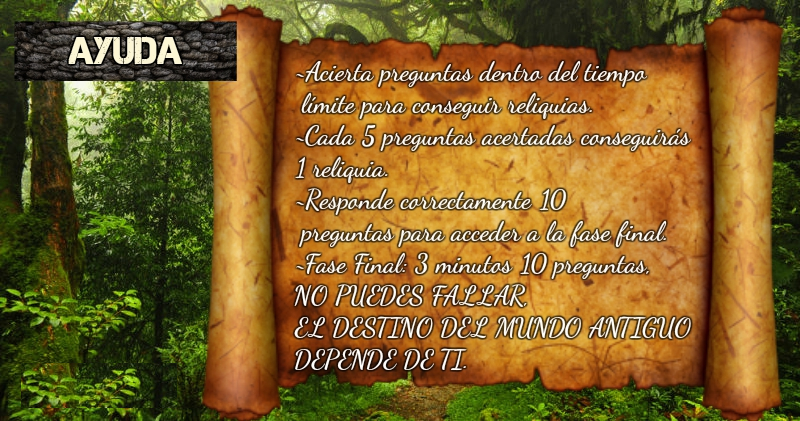 AYUDA
~Acierta preguntas dentro del tiempo
límite para conseguir reliquias.
~Cada 5 preguntas acertadas conseguirás
1 reliquia.
~Responde correctamente 10
preguntas para acceder a la fase final.
~Fase Final: 3 minutos 10 preguntas,
NO PUEDES FALLAR,
EL DESTINO DEL MUNDO ANTIGUO
DEPENDE DE TI.